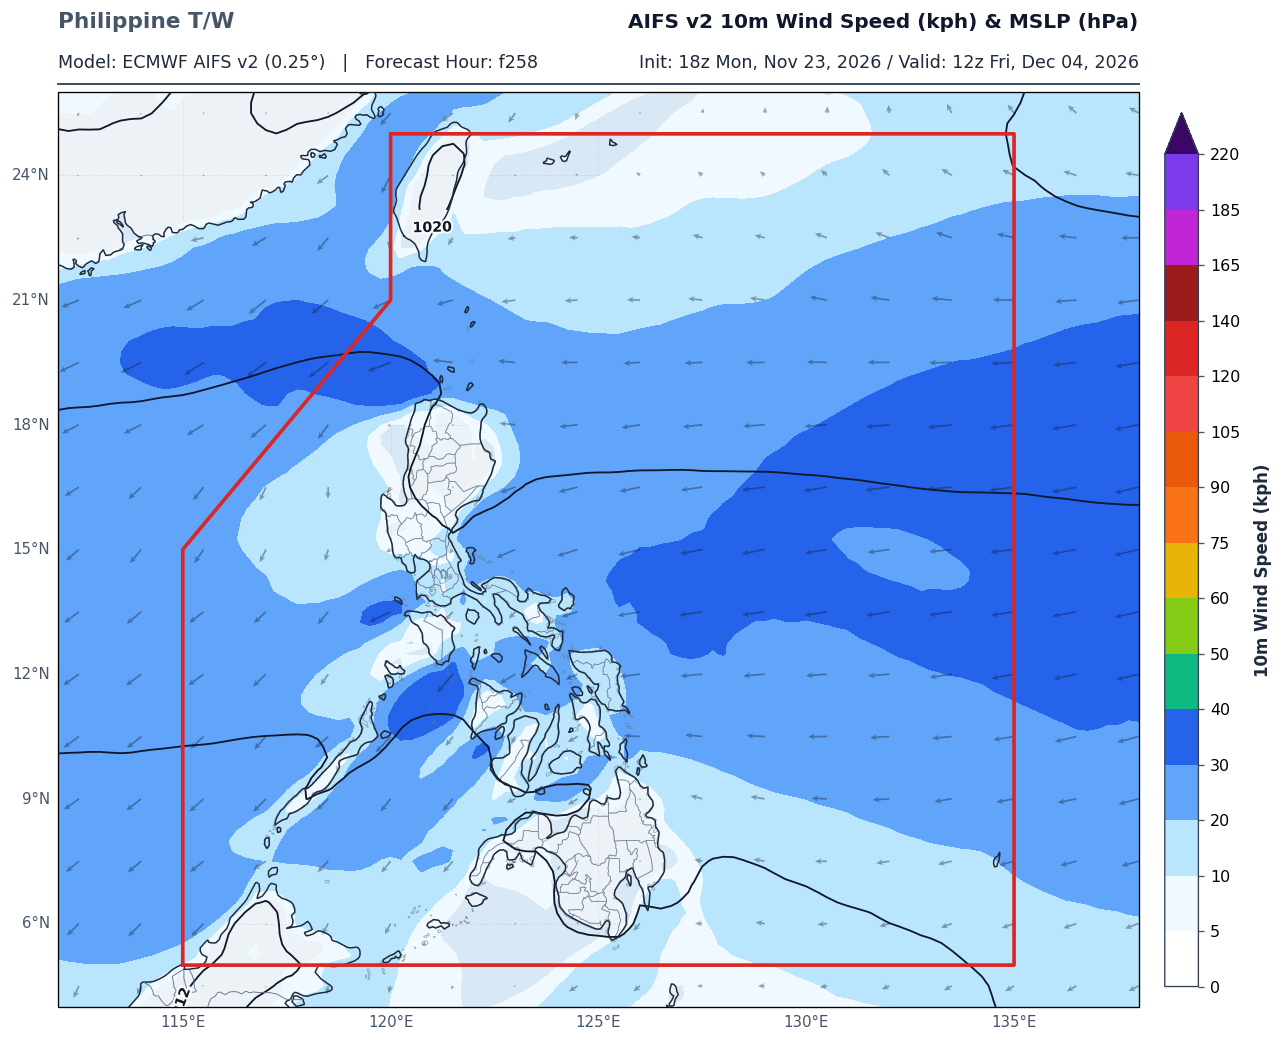 Philippine T/W
AIFS v2 10m Wind Speed (kph) & MSLP (hPa)
Model: ECMWF AIFS v2 (0.25°) | Forecast Hour: f258
Init: 18z Mon, Nov 23, 2026 / Valid: 12z Fri, Dec 04, 2026
24°N
21°N
18°N
15°N
12°N
9°N
6°N
1020
12
115°E
120°E
125°E
130°E
135°E
220
185
165
140
120
105
90
75
60
50
40
30
20
10
5
0
10m Wind Speed (kph)